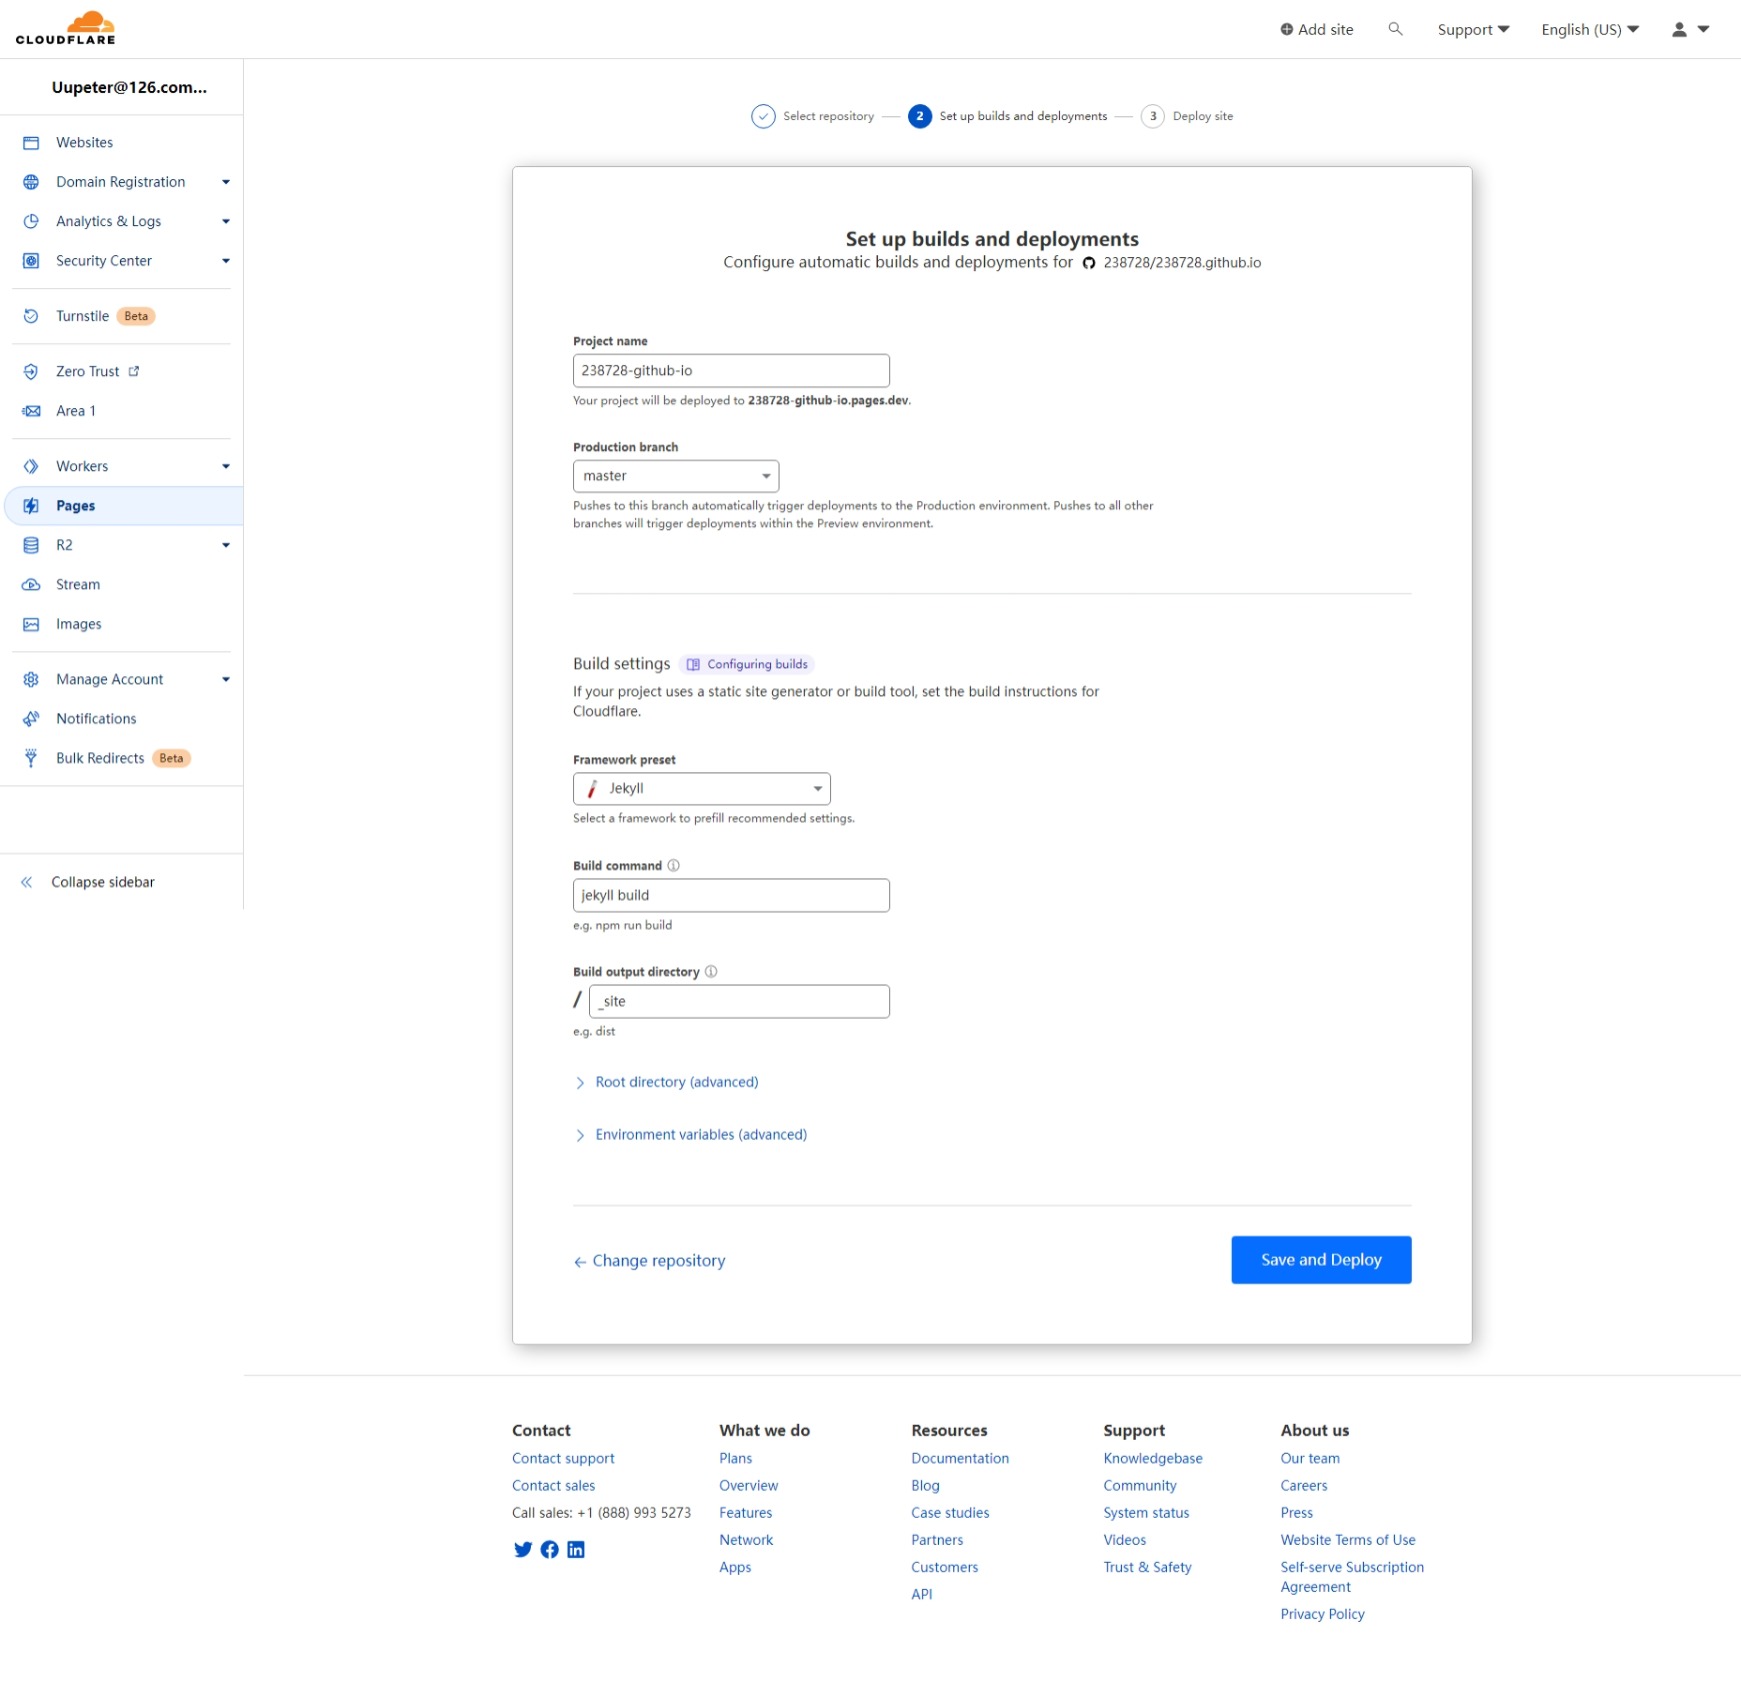 CLOUDFLARE
Add site
Support
English (US)
Uupeter@126.com...
Websites
Domain Registration
Analytics & Logs
Security Center
Turnstile Beta
Zero Trust
Area 1
Workers
Pages
R2
Stream
Images
Manage Account
Notifications
Bulk Redirects Beta
Collapse sidebar
Select repository
2 Set up builds and deployments
3 Deploy site
Set up builds and deployments
Configure automatic builds and deployments for 238728/238728.github.io
Project name
238728-github-io
Your project will be deployed to 238728-github-io.pages.dev.
Production branch
master
Pushes to this branch automatically trigger deployments to the Production environment. Pushes to all other
branches will trigger deployments within the Preview environment.
Build settings Configuring builds
If your project uses a static site generator or build tool, set the build instructions for
Cloudflare.
Framework preset
Jekyll
Select a framework to prefill recommended settings.
Build command
jekyll build
e.g. npm run build
Build output directory
/ _site
e.g. dist
Root directory (advanced)
Environment variables (advanced)
← Change repository
Save and Deploy
Contact
Contact support
Contact sales
Call sales: +1 (888) 993 5273
What we do
Plans
Overview
Features
Network
Apps
Resources
Documentation
Blog
Case studies
Partners
Customers
API
Support
Knowledgebase
Community
System status
Videos
Trust & Safety
About us
Our team
Careers
Press
Website Terms of Use
Self-serve Subscription
Agreement
Privacy Policy